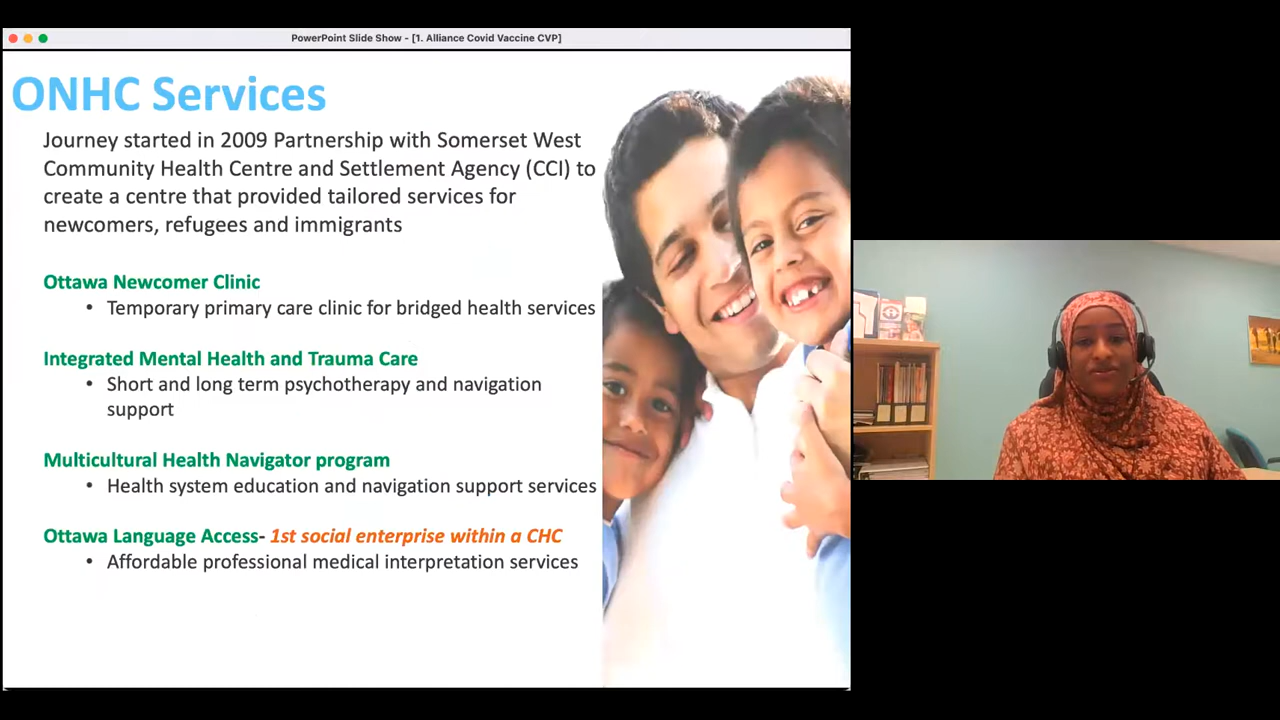 PowerPoint Slide Show - [1. Alliance Covid Vaccine CVP]
ONHC Services
Journey started in 2009 Partnership with Somerset West
Community Health Centre and Settlement Agency (CCI) to
create a centre that provided tailored services for
newcomers, refugees and immigrants
Ottawa Newcomer Clinic
• Temporary primary care clinic for bridged health services
Integrated Mental Health and Trauma Care
• Short and long term psychotherapy and navigation
support
Multicultural Health Navigator program
• Health system education and navigation support services
Ottawa Language Access- 1st social enterprise within a CHC
• Affordable professional medical interpretation services